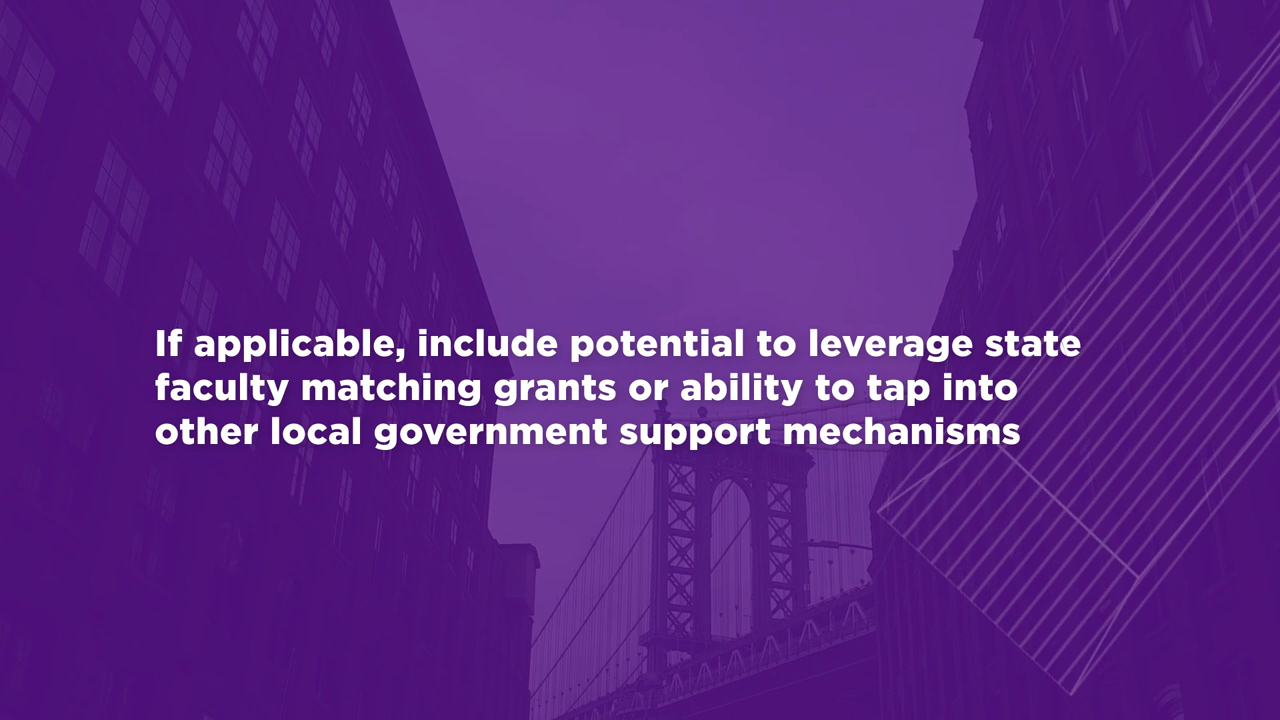 If applicable, include potential to leverage state
faculty matching grants or ability to tap into
other local government support mechanisms